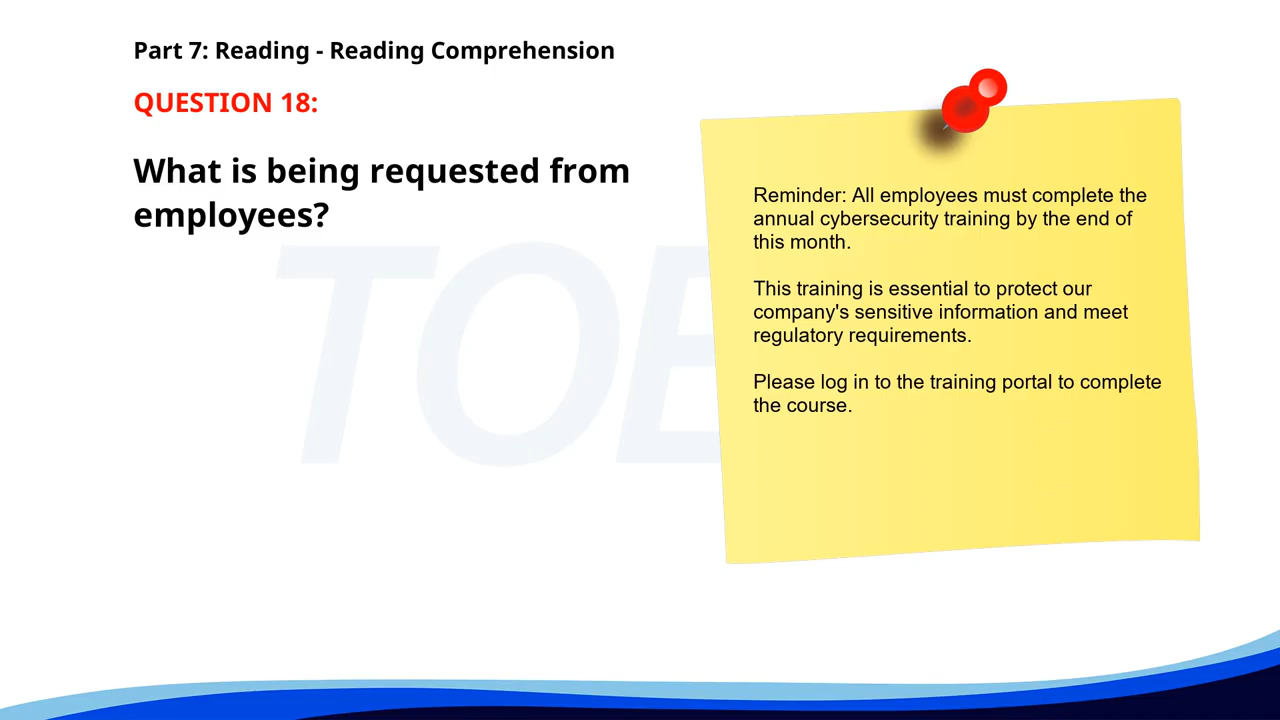 Part 7: Reading - Reading Comprehension
QUESTION 18:
What is being requested from
employees?
Reminder: All employees must complete the
annual cybersecurity training by the end of
this month.
This training is essential to protect our
company's sensitive information and meet
regulatory requirements.
Please log in to the training portal to complete
the course.
TOE